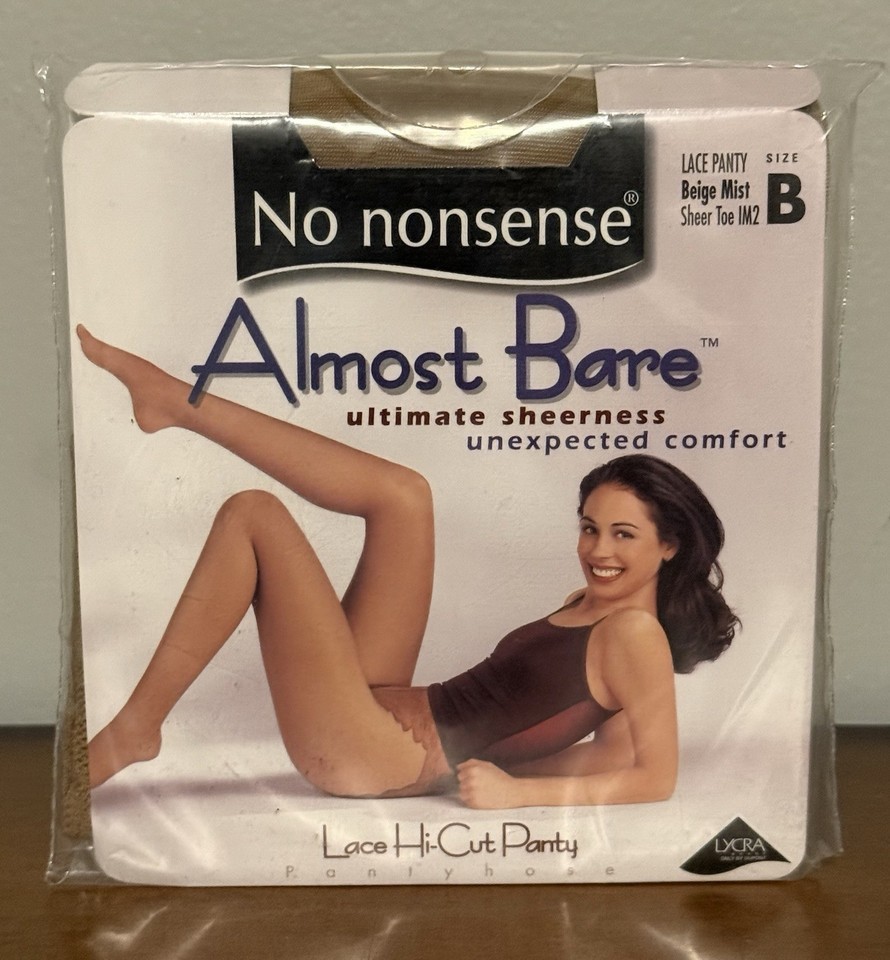 No nonsense®
LACE PANTY
Beige Mist
Sheer Toe IM2
SIZE
B
Almost Bare™
ultimate sheerness
unexpected comfort
Lace Hi-Cut Panty
Pantyhose
LYCRA